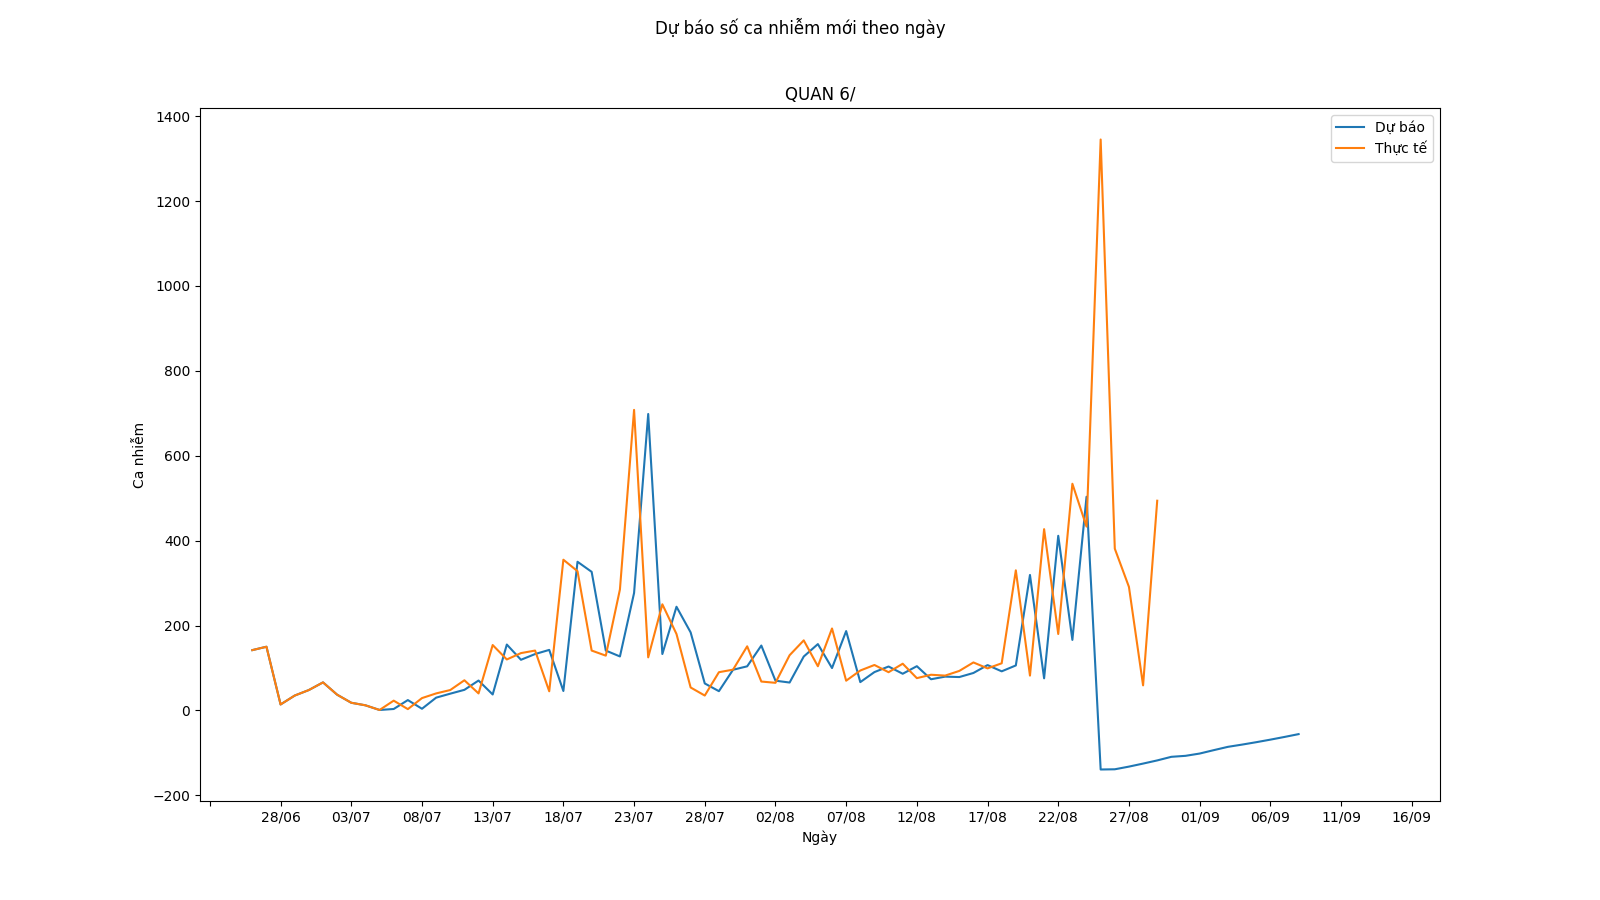 Dự báo số ca nhiễm mới theo ngày
QUAN 6/
Dự báo
Thực tế
1400
1200
1000
800
600
400
200
0
−200
Ca nhiễm
28/06 03/07 08/07 13/07 18/07 23/07 28/07 02/08 07/08 12/08 17/08 22/08 27/08 01/09 06/09 11/09 16/09
Ngày